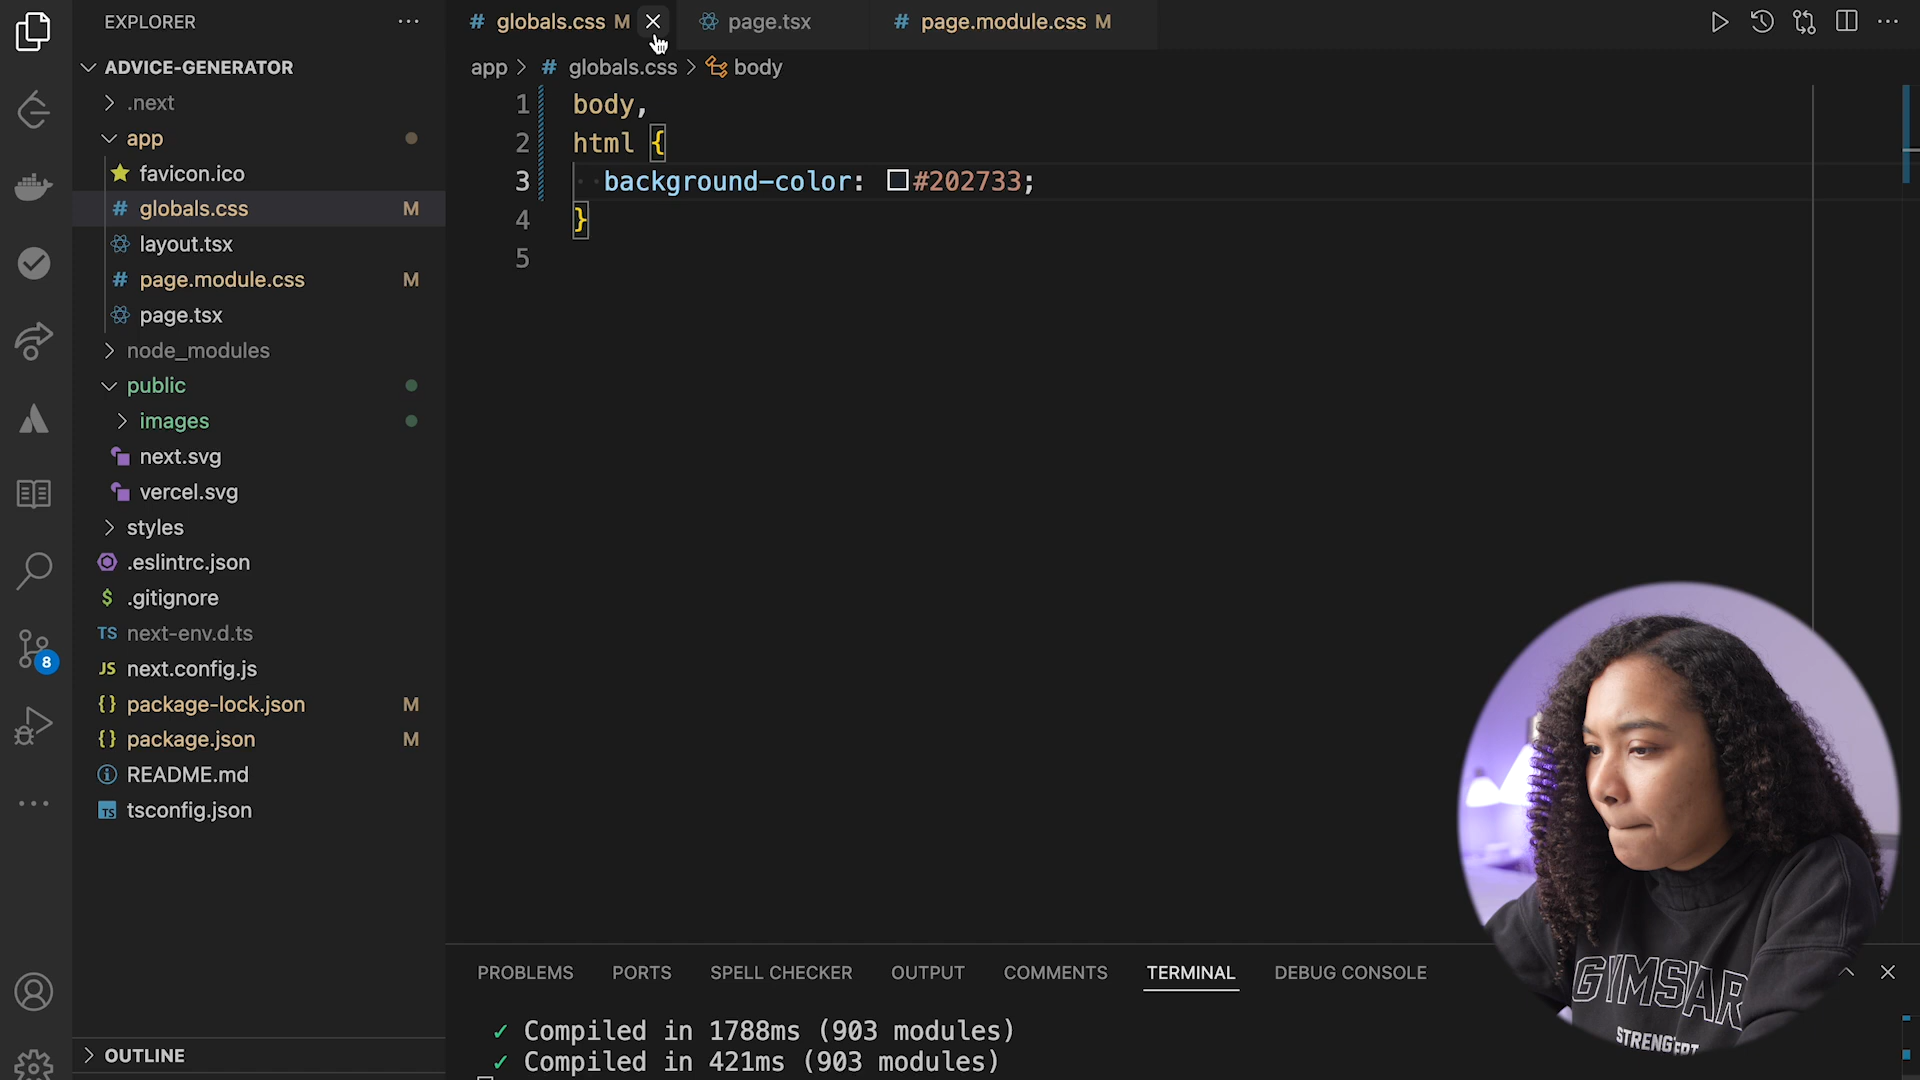 EXPLORER
globals.css M
page.tsx
page.module.css M
ADVICE-GENERATOR
app > # globals.css > body
.next
app
favicon.ico
globals.css M
layout.tsx
page.module.css M
page.tsx
node_modules
public
images
next.svg
vercel.svg
styles
.eslintrc.json
.gitignore
TS next-env.d.ts
JS next.config.js
{} package-lock.json M
{} package.json M
README.md
TS tsconfig.json
8
OUTLINE
1 body,
2 html {
3 background-color: #202733;
4 }
5
PROBLEMS PORTS SPELL CHECKER OUTPUT COMMENTS TERMINAL DEBUG CONSOLE
✓ Compiled in 1788ms (903 modules)
✓ Compiled in 421ms (903 modules)